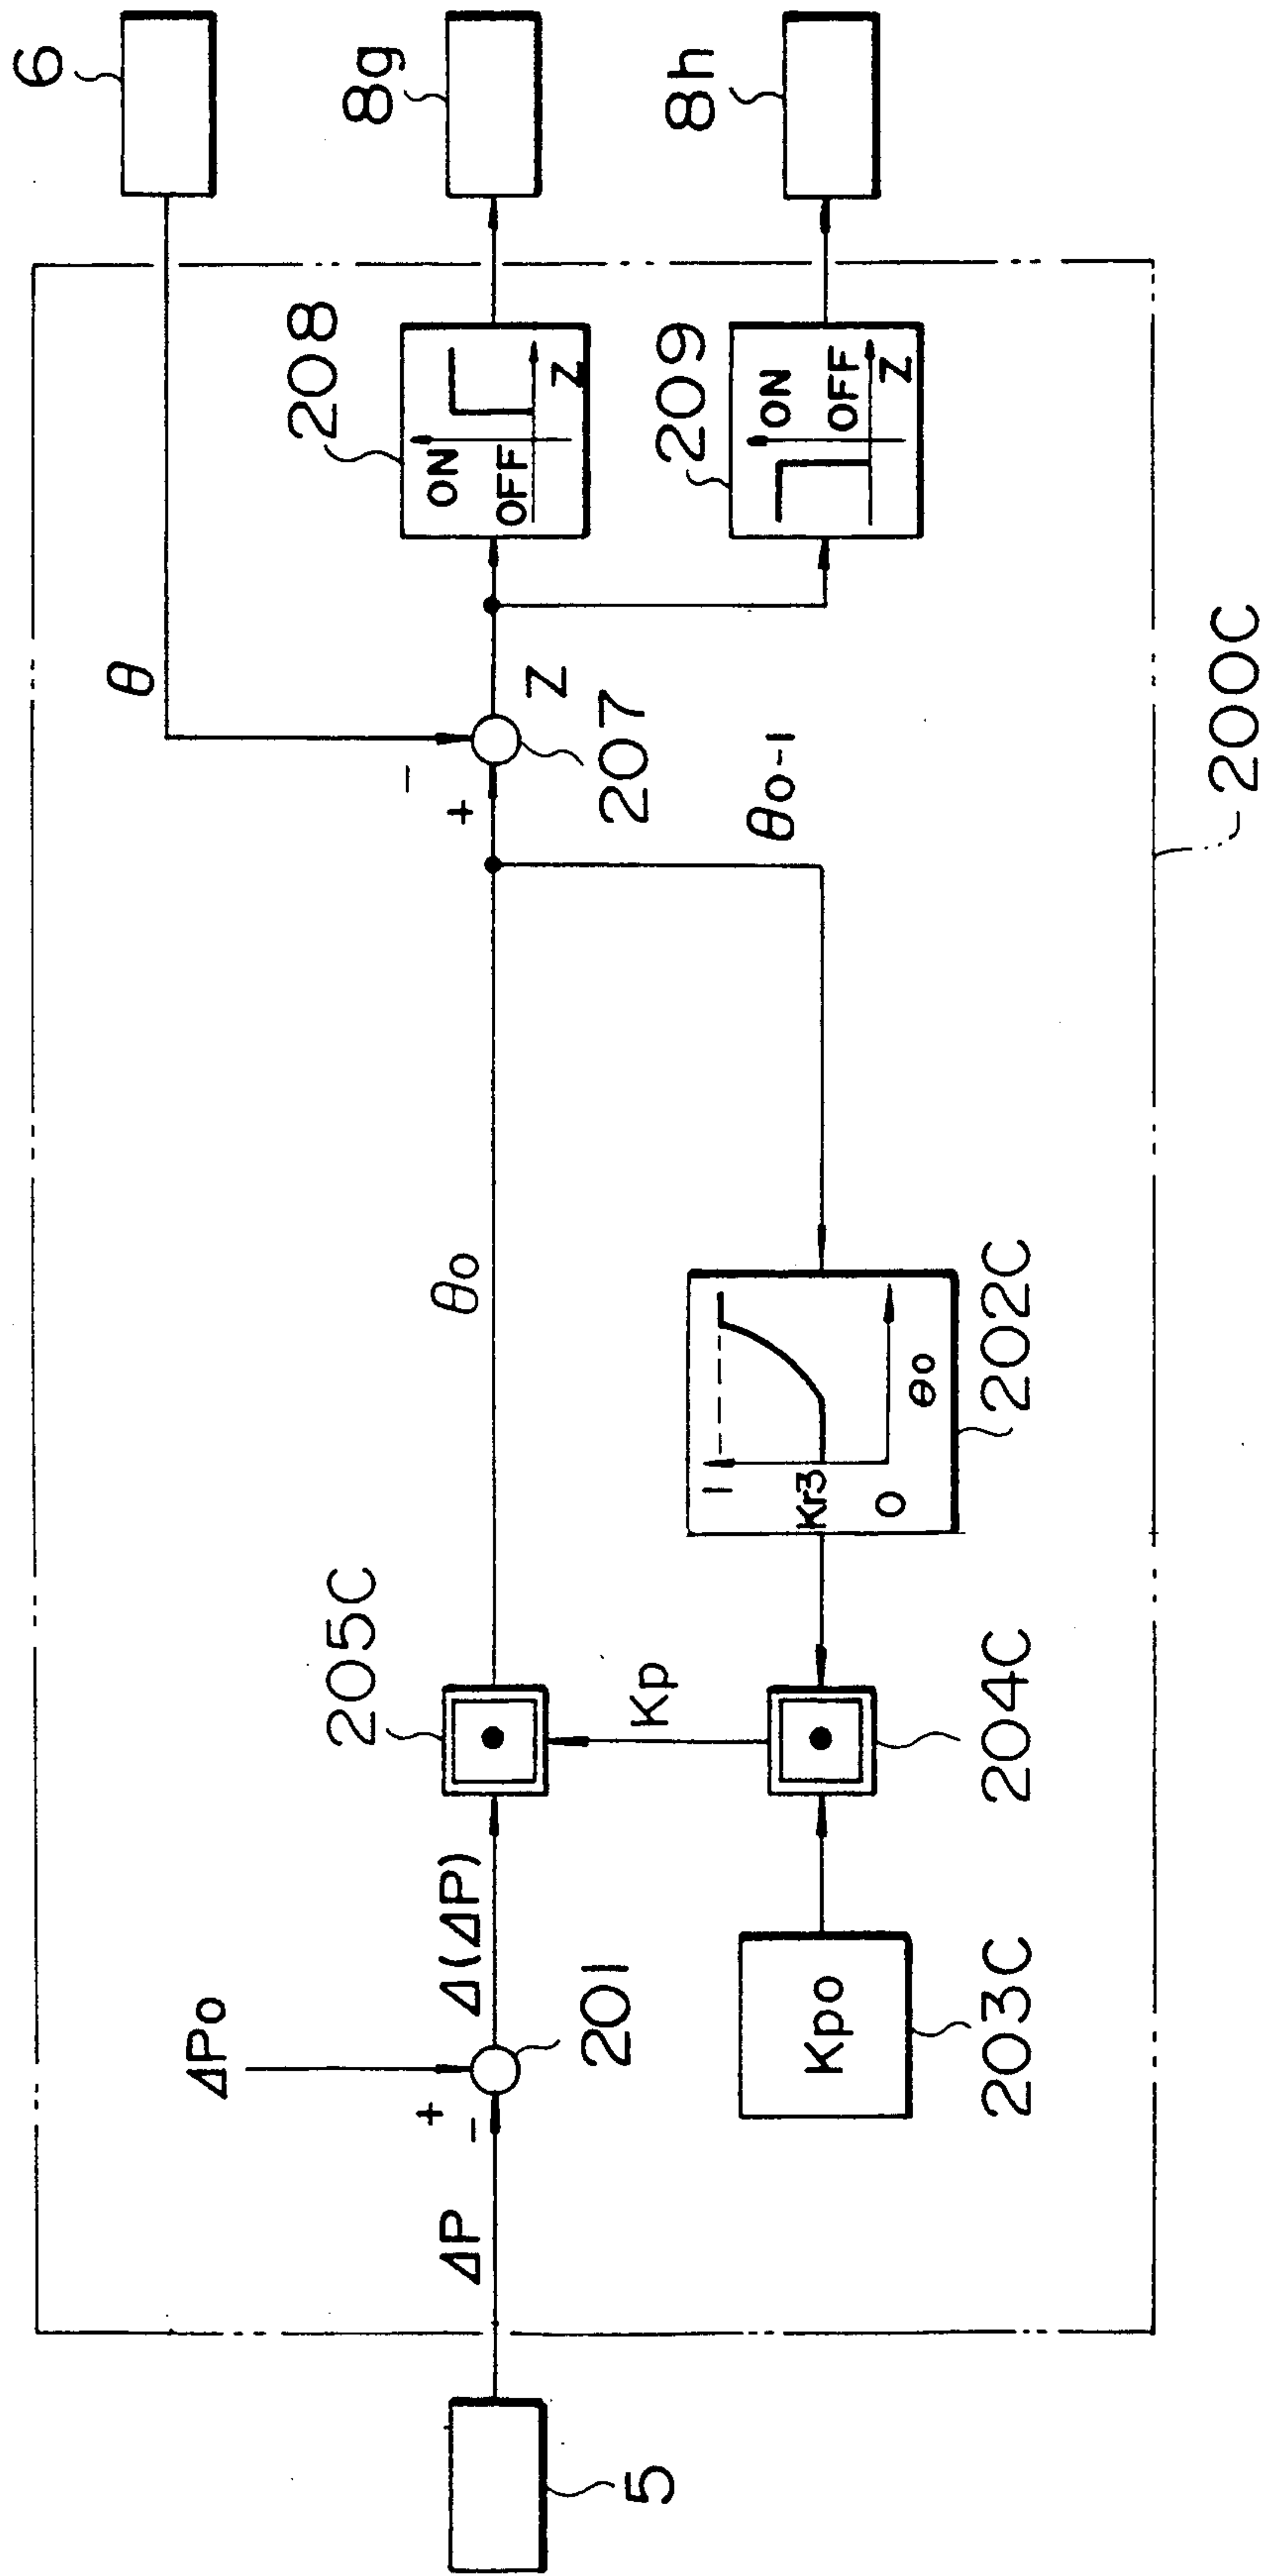 6
8g
8h
θ
208
ON
OFF
Z
209
ON
OFF
Z
-
+
Z
207
θo-1
θo
200C
1
Kr3
0
θo
202C
205C
Kp
204C
ΔPo
Δ(ΔP)
+
-
201
Kpo
203C
ΔP
5